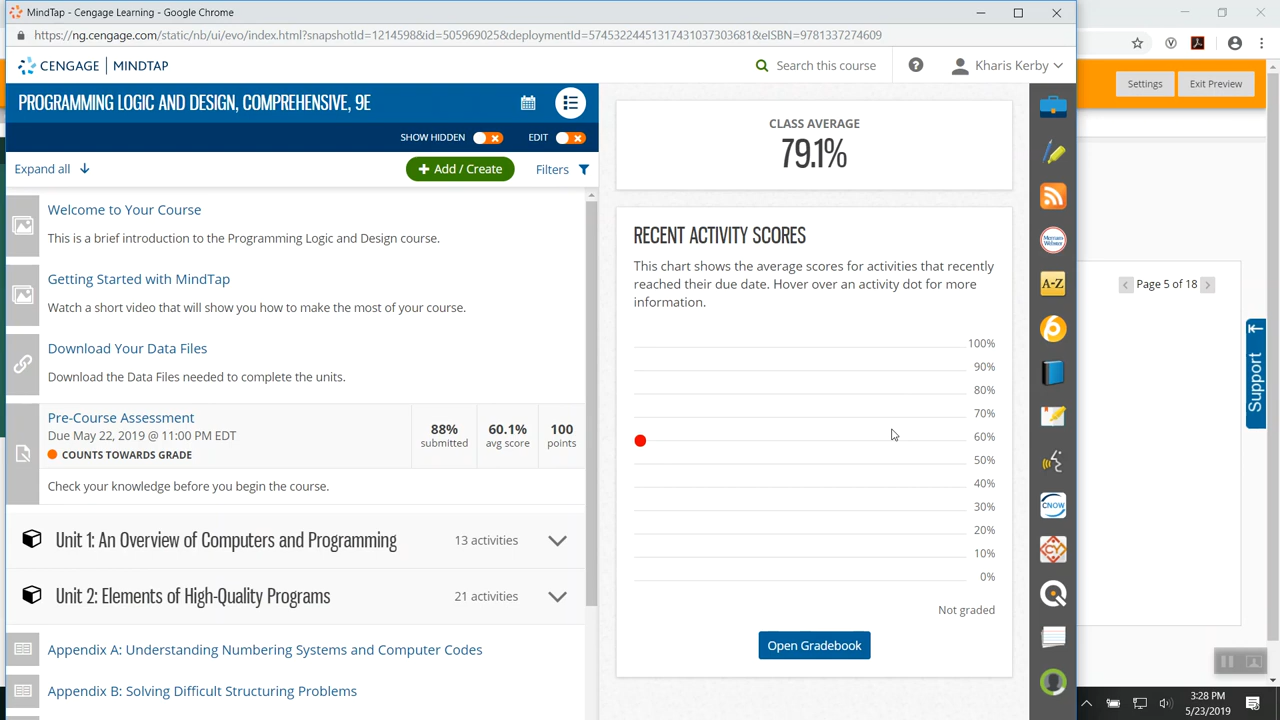 MindTap - Cengage Learning - Google Chrome
https://ng.cengage.com/static/nb/ui/evo/index.html?snapshotId=1214598&id=505969025&deploymentId=57453224451317431037303681&eISBN=9781337274609
CENGAGE | MINDTAP
Search this course
Kharis Kerby
Settings
Exit Preview
PROGRAMMING LOGIC AND DESIGN, COMPREHENSIVE, 9E
SHOW HIDDEN
EDIT
Expand all
+ Add / Create
Filters
Welcome to Your Course
This is a brief introduction to the Programming Logic and Design course.
Getting Started with MindTap
Watch a short video that will show you how to make the most of your course.
Download Your Data Files
Download the Data Files needed to complete the units.
Pre-Course Assessment
Due May 22, 2019 @ 11:00 PM EDT
COUNTS TOWARDS GRADE
88% submitted
60.1% avg score
100 points
Check your knowledge before you begin the course.
Unit 1: An Overview of Computers and Programming
13 activities
Unit 2: Elements of High-Quality Programs
21 activities
Appendix A: Understanding Numbering Systems and Computer Codes
Appendix B: Solving Difficult Structuring Problems
CLASS AVERAGE
79.1%
RECENT ACTIVITY SCORES
This chart shows the average scores for activities that recently
reached their due date. Hover over an activity dot for more
information.
100%
90%
80%
70%
60%
50%
40%
30%
20%
10%
0%
Not graded
Open Gradebook
A-Z
CNOW
Page 5 of 18
Support
3:28 PM
5/23/2019